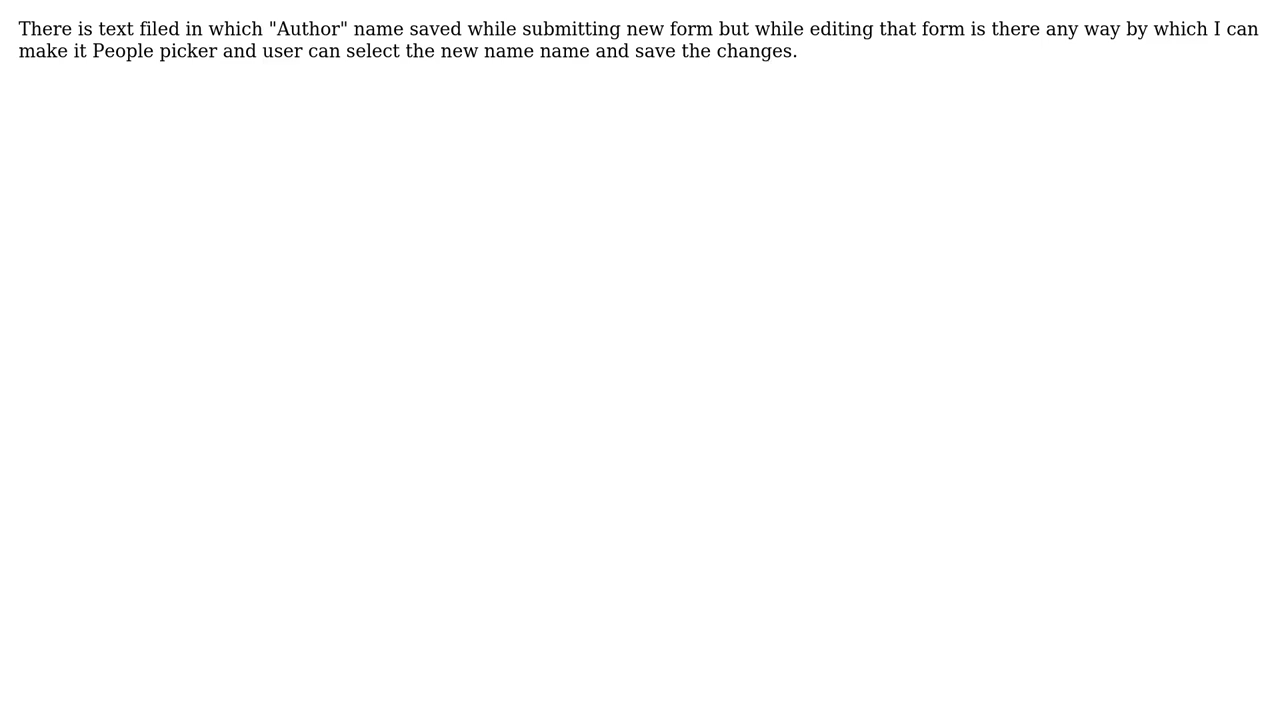 There is text filed in which "Author" name saved while submitting new form but while editing that form is there any way by which I can
make it People picker and user can select the new name name and save the changes.